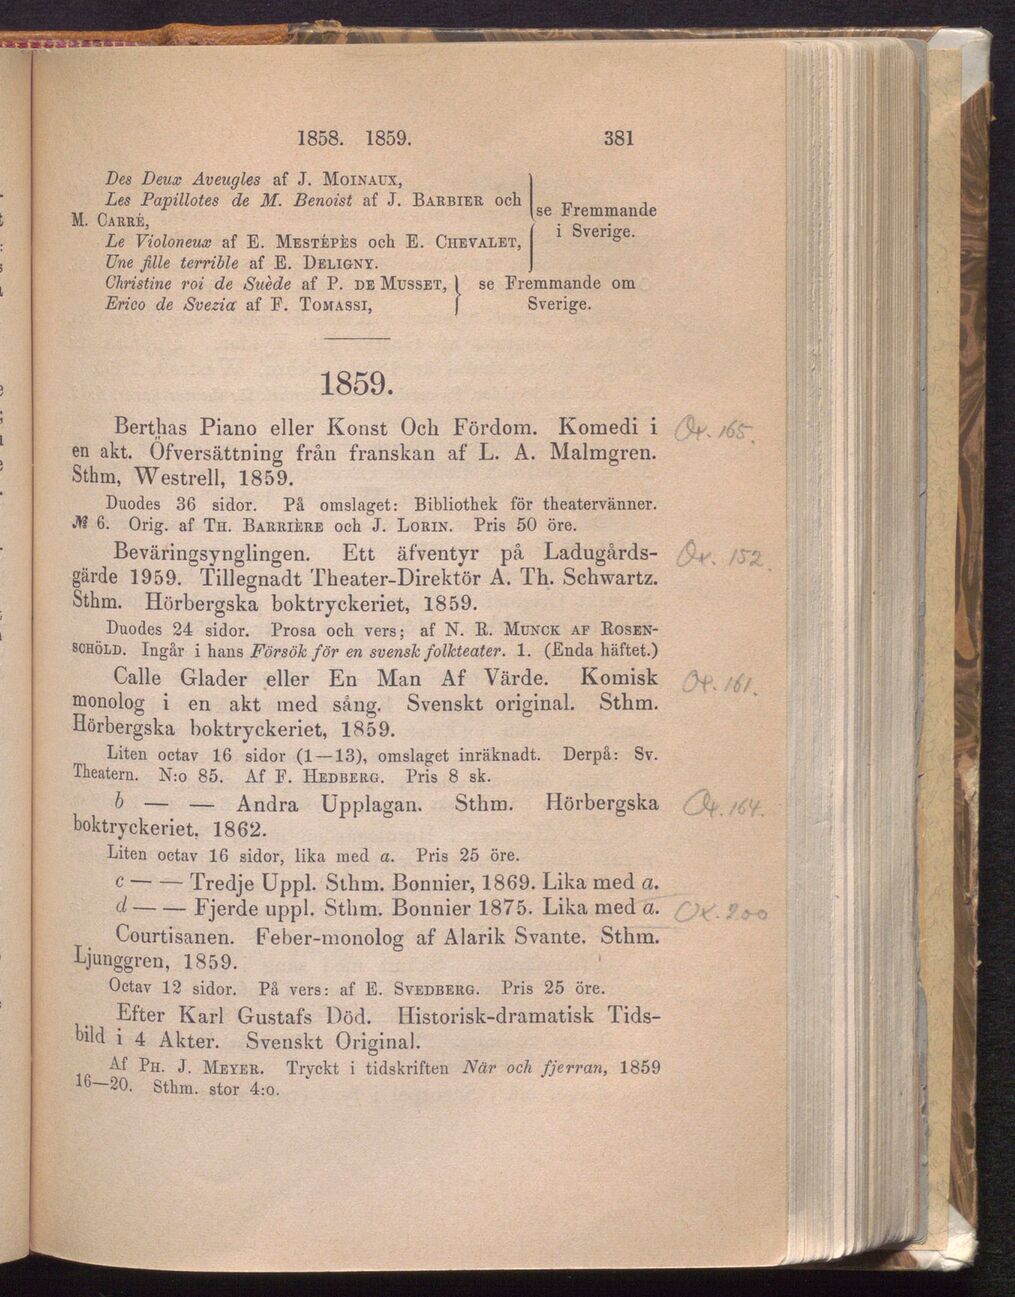 1858. 1859. 381
Des Deux Aveugles af J. MOINAUX,
Les Papillotes de M. Benoist af J. BARBIER och
M. CARRÉ,
Le Violoneux af E. MESTÉPÈS och E. CHEVALET,
Une fille terrible af E. DELIGNY.
se Fremmande
i Sverige.
Christine roi de Suède af P. DE MUSSET, } se Fremmande om
Erico de Svezia af F. TOMASSI, Sverige.
1859.
Berthas Piano eller Konst Och Fördom. Komedi i
en akt. Öfversättning från franskan af L. A. Malmgren.
Sthm, Westrell, 1859.
Ox. 165.
Duodes 36 sidor. På omslaget: Bibliothek för theatervänner.
№ 6. Orig. af TH. BARRIÈRE och J. LORIN. Pris 50 öre.
Beväringsynglingen. Ett äfventyr på Ladugårds-
gärde 1959. Tillegnadt Theater-Direktör A. Th. Schwartz.
Sthm. Hörbergska boktryckeriet, 1859.
Ox. 152.
Duodes 24 sidor. Prosa och vers; af N. R. MUNCK AF ROSEN-
SCHÖLD. Ingår i hans Försök för en svensk folkteater. 1. (Enda häftet.)
Calle Glader eller En Man Af Värde. Komisk
monolog i en akt med sång. Svenskt original. Sthm.
Hörbergska boktryckeriet, 1859.
Ox. 161.
Liten octav 16 sidor (1—13), omslaget inräknadt. Derpå: Sv.
Theatern. N:o 85. Af F. HEDBERG. Pris 8 sk.
b — — Andra Upplagan. Sthm. Hörbergska
boktryckeriet, 1862.
Ox. 164.
Liten octav 16 sidor, lika med a. Pris 25 öre.
c — — Tredje Uppl. Sthm. Bonnier, 1869. Lika med a.
d — — Fjerde uppl. Sthm. Bonnier 1875. Lika med a.
Ox. 200
Courtisanen. Feber-monolog af Alarik Svante. Sthm.
Ljunggren, 1859.
Octav 12 sidor. På vers: af E. SVEDBERG. Pris 25 öre.
Efter Karl Gustafs Död. Historisk-dramatisk Tids-
bild i 4 Akter. Svenskt Original.
Af PH. J. MEYER. Tryckt i tidskriften När och fjerran, 1859
16—20. Sthm. stor 4:o.